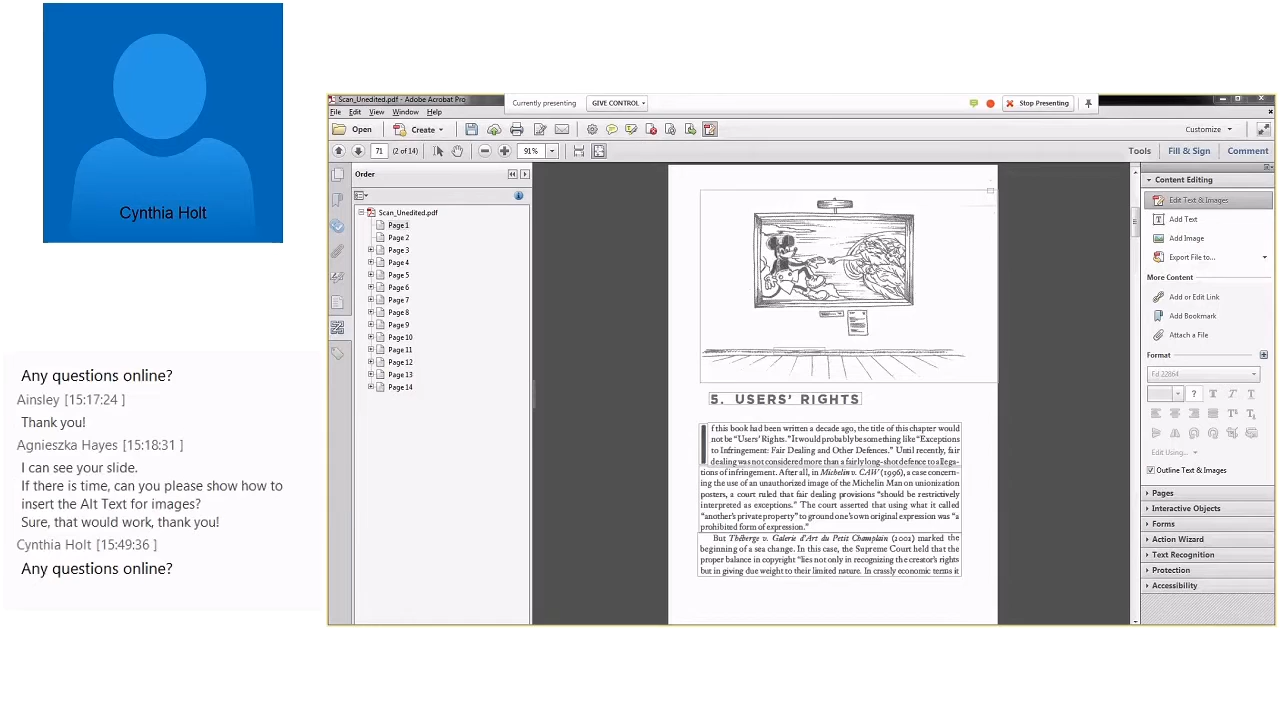 Cynthia Holt
Any questions online?
Ainsley [15:17:24 ]
Thank you!
Agnieszka Hayes [15:18:31 ]
I can see your slide.
If there is time, can you please show how to
insert the Alt Text for images?
Sure, that would work, thank you!
Cynthia Holt [15:49:36 ]
Any questions online?
Scan_Unedited.pdf - Adobe Acrobat Pro
Currently presenting
GIVE CONTROL
Stop Presenting
File Edit View Window Help
Open
Create
Customize
71
(2 of 14)
91%
Tools
Fill & Sign
Comment
Order
Scan_Unedited.pdf
Page 1
Page 2
Page 3
Page 4
Page 5
Page 6
Page 7
Page 8
Page 9
Page 10
Page 11
Page 12
Page 13
Page 14
5. USERS' RIGHTS
If this book had been written a decade ago, the title of this chapter would
not be “Users’ Rights.” It would probably be something like “Exceptions
to Infringement: Fair Dealing and Other Defences.” Until recently, fair
dealing was not considered more than a fairly long-shot defence to allega-
tions of infringement. After all, in Michelin v. CAW (1996), a case concern-
ing the use of an unauthorized image of the Michelin Man on unionization
posters, a court ruled that fair dealing provisions “should be restrictively
interpreted as exceptions.” The court asserted that using what it called
“another’s private property” to ground one’s own original expression was “a
prohibited form of expression.”
But Théberge v. Galerie d’Art du Petit Champlain (2002) marked the
beginning of a sea change. In this case, the Supreme Court held that the
proper balance in copyright “lies not only in recognizing the creator’s rights
but in giving due weight to their limited nature. In crassly economic terms it
Content Editing
Edit Text & Images
Add Text
Add Image
Export File to...
More Content
Add or Edit Link
Add Bookmark
Attach a File
Format
Fd 22864
?
Edit Using...
Outline Text & Images
Pages
Interactive Objects
Forms
Action Wizard
Text Recognition
Protection
Accessibility